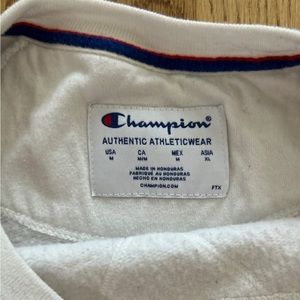 Champion®
AUTHENTIC ATHLETICWEAR
USA CA MEX ASIA
M M/M M XL
MADE IN HONDURAS
FABRIQUÉ AU HONDURAS
HECHO EN HONDURAS
CHAMPION.COM
FTX